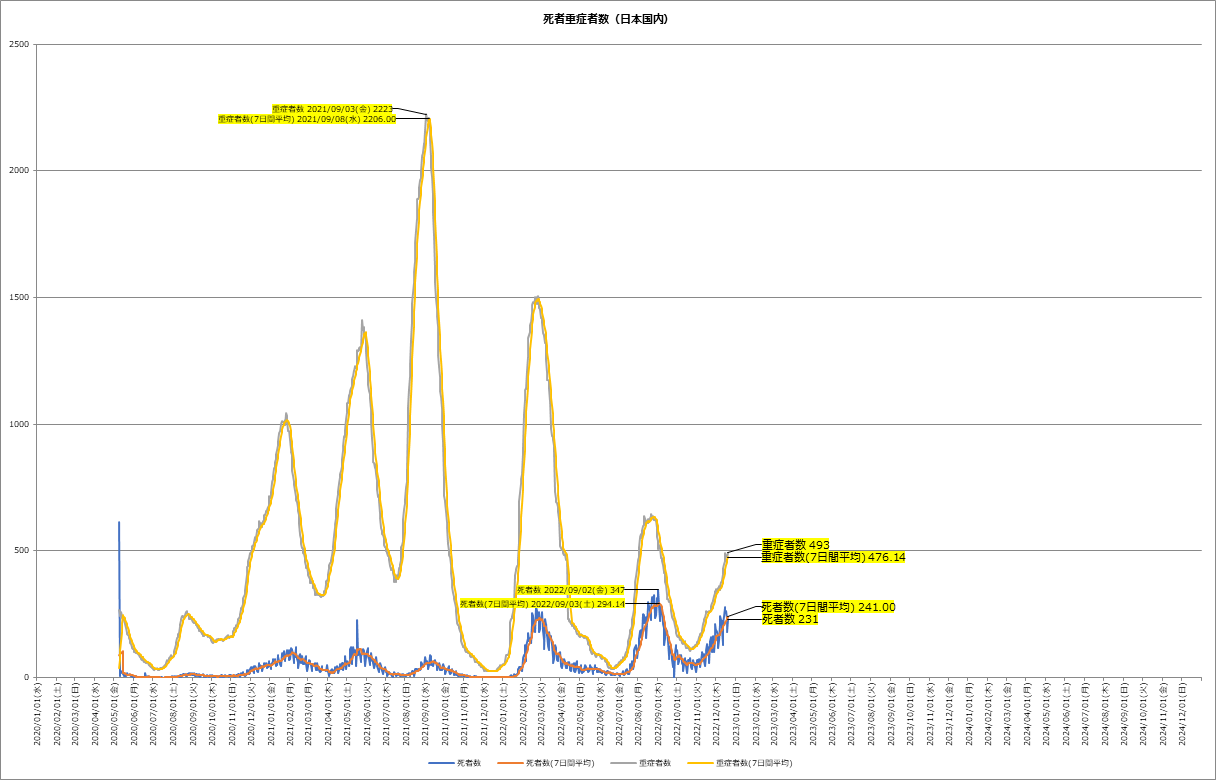 死者重症者数（日本国内）
2500
2000
1500
1000
500
0
重症者数 2021/09/03(金) 2223
重症者数(7日間平均) 2021/09/08(水) 2206.00
重症者数 493
重症者数(7日間平均) 476.14
死者数 2022/09/02(金) 347
死者数(7日間平均) 2022/09/03(土) 294.14
死者数(7日間平均) 241.00
死者数 231
2020/01/01(水)
2020/02/01(土)
2020/03/01(日)
2020/04/01(水)
2020/05/01(金)
2020/06/01(月)
2020/07/01(水)
2020/08/01(土)
2020/09/01(火)
2020/10/01(木)
2020/11/01(日)
2020/12/01(火)
2021/01/01(金)
2021/02/01(月)
2021/03/01(月)
2021/04/01(木)
2021/05/01(土)
2021/06/01(火)
2021/07/01(木)
2021/08/01(日)
2021/09/01(水)
2021/10/01(金)
2021/11/01(月)
2021/12/01(水)
2022/01/01(土)
2022/02/01(火)
2022/03/01(火)
2022/04/01(金)
2022/05/01(日)
2022/06/01(水)
2022/07/01(金)
2022/08/01(月)
2022/09/01(木)
2022/10/01(土)
2022/11/01(火)
2022/12/01(木)
2023/01/01(日)
2023/02/01(水)
2023/03/01(水)
2023/04/01(土)
2023/05/01(月)
2023/06/01(木)
2023/07/01(土)
2023/08/01(火)
2023/09/01(金)
2023/10/01(日)
2023/11/01(水)
2023/12/01(金)
2024/01/01(月)
2024/02/01(木)
2024/03/01(金)
2024/04/01(月)
2024/05/01(水)
2024/06/01(土)
2024/07/01(月)
2024/08/01(木)
2024/09/01(日)
2024/10/01(火)
2024/11/01(金)
2024/12/01(日)
死者数
死者数(7日間平均)
重症者数
重症者数(7日間平均)